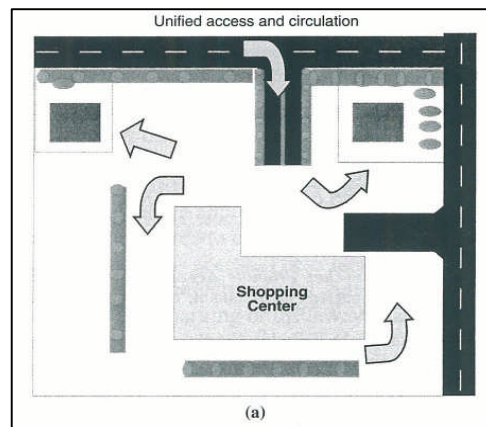 Unified access and circulation
Shopping
Center
(a)